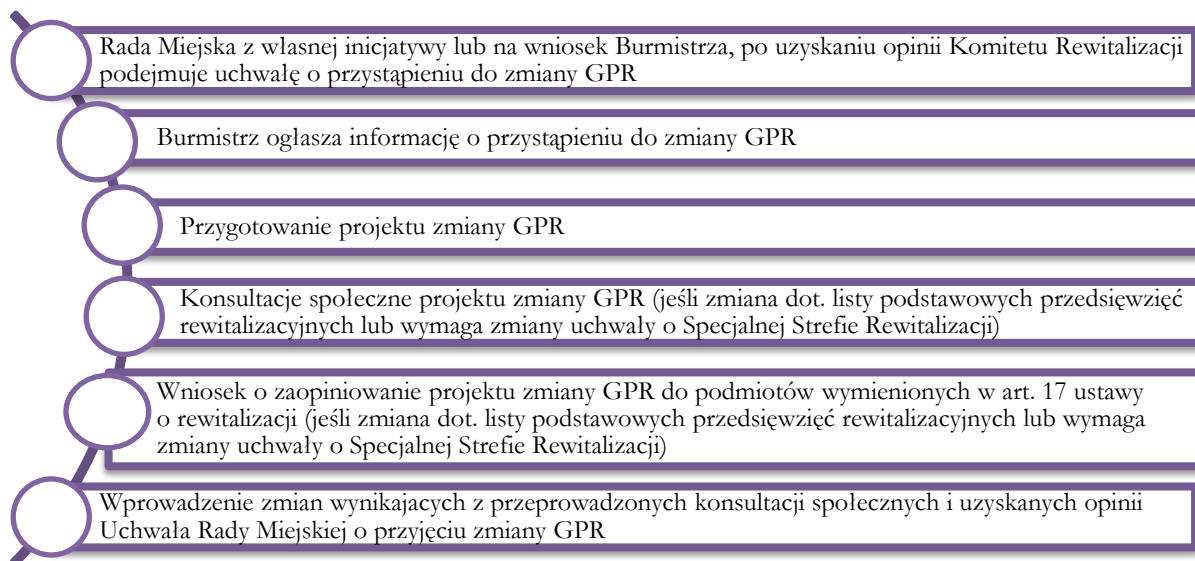 Rada Miejska z własnej inicjatywy lub na wniosek Burmistrza, po uzyskaniu opinii Komitetu Rewitalizacji
podejmuje uchwałę o przystąpieniu do zmiany GPR
Burmistrz ogłasza informację o przystąpieniu do zmiany GPR
Przygotowanie projektu zmiany GPR
Konsultacje społeczne projektu zmiany GPR (jeśli zmiana dot. listy podstawowych przedsięwzięć
rewitalizacyjnych lub wymaga zmiany uchwały o Specjalnej Strefie Rewitalizacji)
Wniosek o zaopiniowanie projektu zmiany GPR do podmiotów wymienionych w art. 17 ustawy
o rewitalizacji (jeśli zmiana dot. listy podstawowych przedsięwzięć rewitalizacyjnych lub wymaga
zmiany uchwały o Specjalnej Strefie Rewitalizacji)
Wprowadzenie zmian wynikajacych z przeprowadzonych konsultacji społecznych i uzyskanych opinii
Uchwała Rady Miejskiej o przyjęciu zmiany GPR